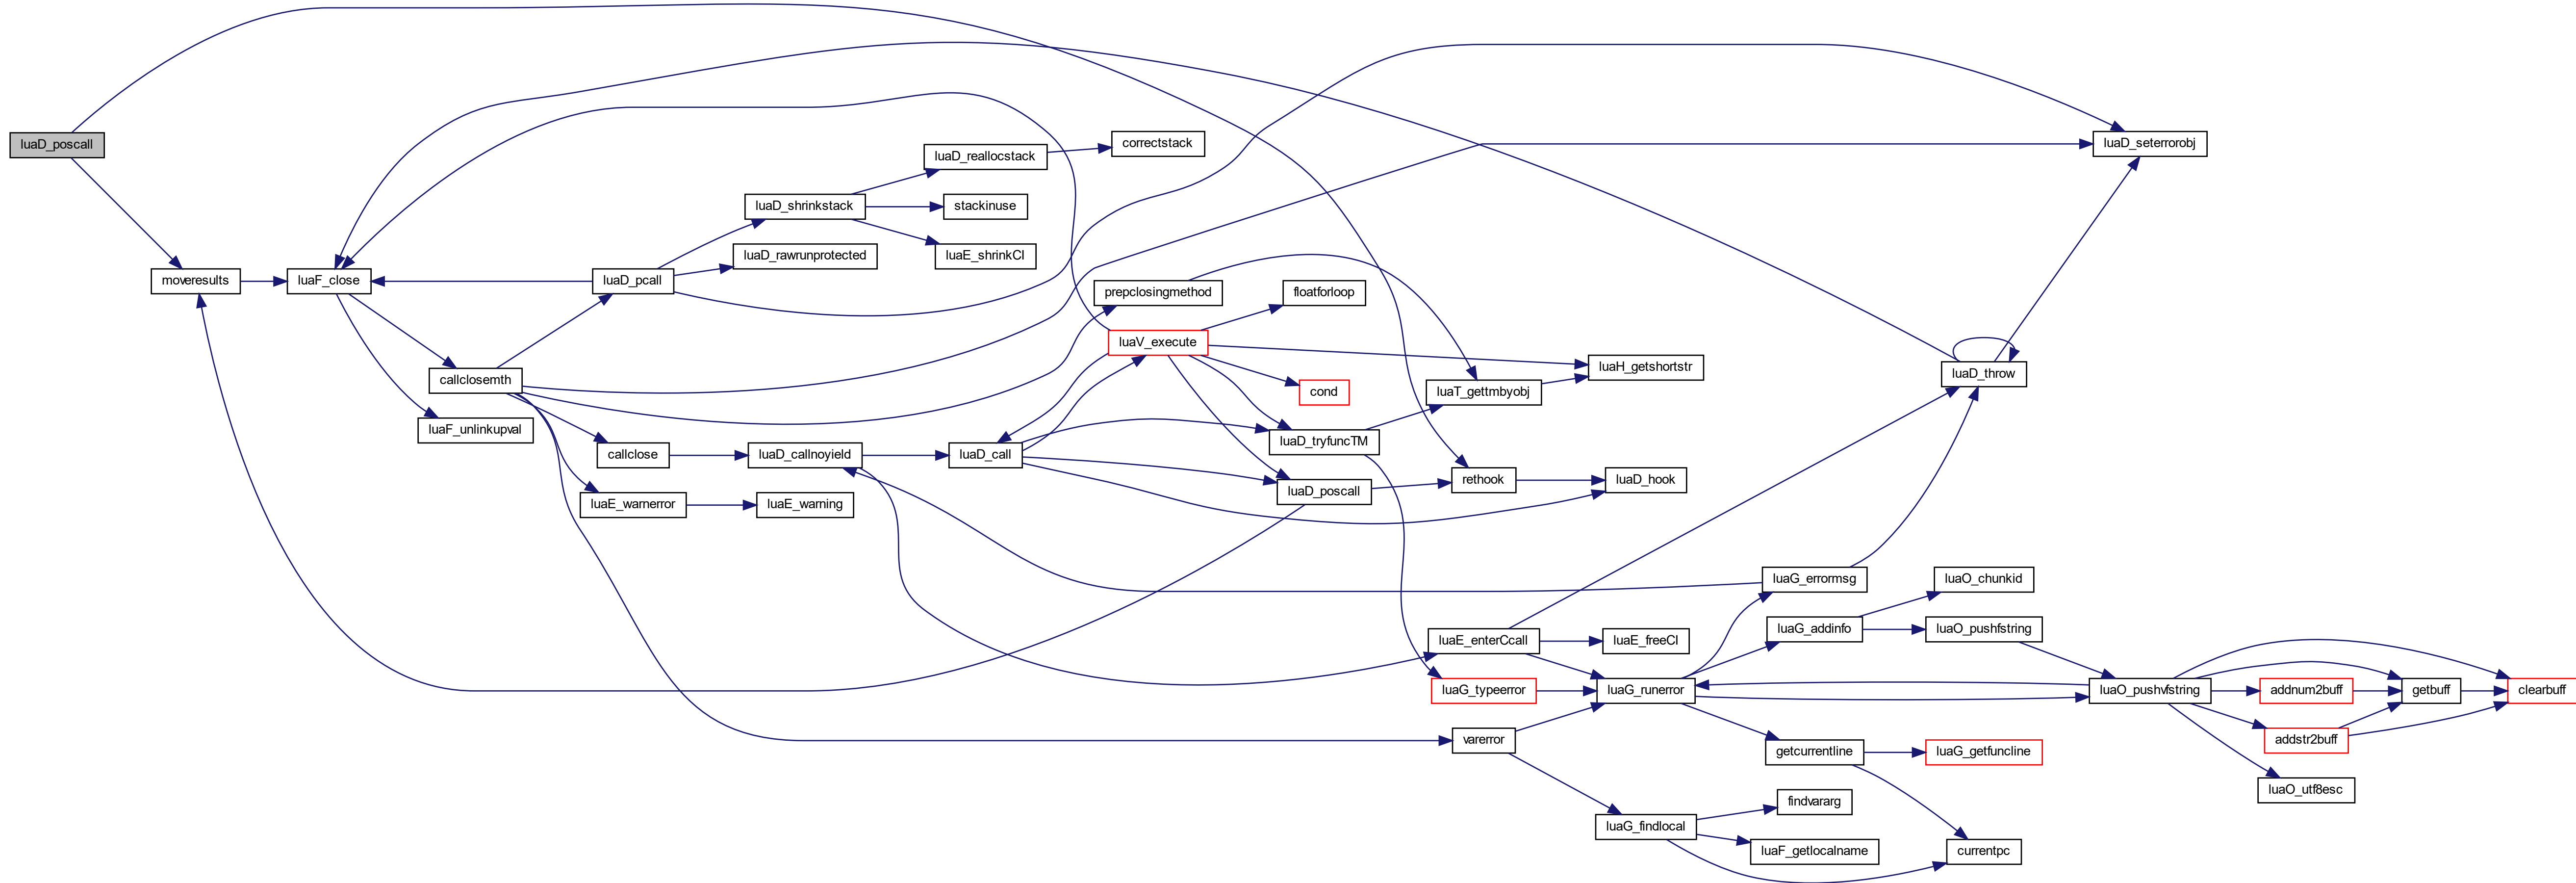 luaD_poscall
moveresults
luaF_close
callclosemth
luaF_unlinkupval
luaD_pcall
callclose
luaE_warnerror
luaD_shrinkstack
luaD_rawrunprotected
luaD_callnoyield
luaE_warning
luaD_reallocstack
stackinuse
luaE_shrinkCI
luaD_call
correctstack
prepclosingmethod
luaV_execute
floatforloop
cond
luaD_tryfuncTM
luaD_poscall
luaT_gettmbyobj
rethook
luaE_enterCcall
luaG_typeerror
varerror
luaH_getshortstr
luaD_hook
luaE_freeCI
luaG_runerror
luaG_findlocal
luaG_errormsg
luaG_addinfo
getcurrentline
findvararg
luaF_getlocalname
luaD_throw
luaO_chunkid
luaO_pushfstring
luaG_getfuncline
currentpc
luaD_seterrorobj
luaO_pushvfstring
addnum2buff
addstr2buff
luaO_utf8esc
getbuff
clearbuff